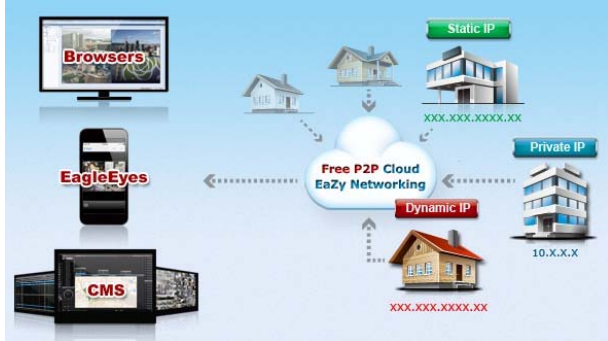 Browsers
Static IP
xxx.xxx.xxxx.xx
EagleEyes
Free P2P Cloud
EaZy Networking
Private IP
10.X.X.X
Dynamic IP
xxx.xxx.xxxx.xx
CMS